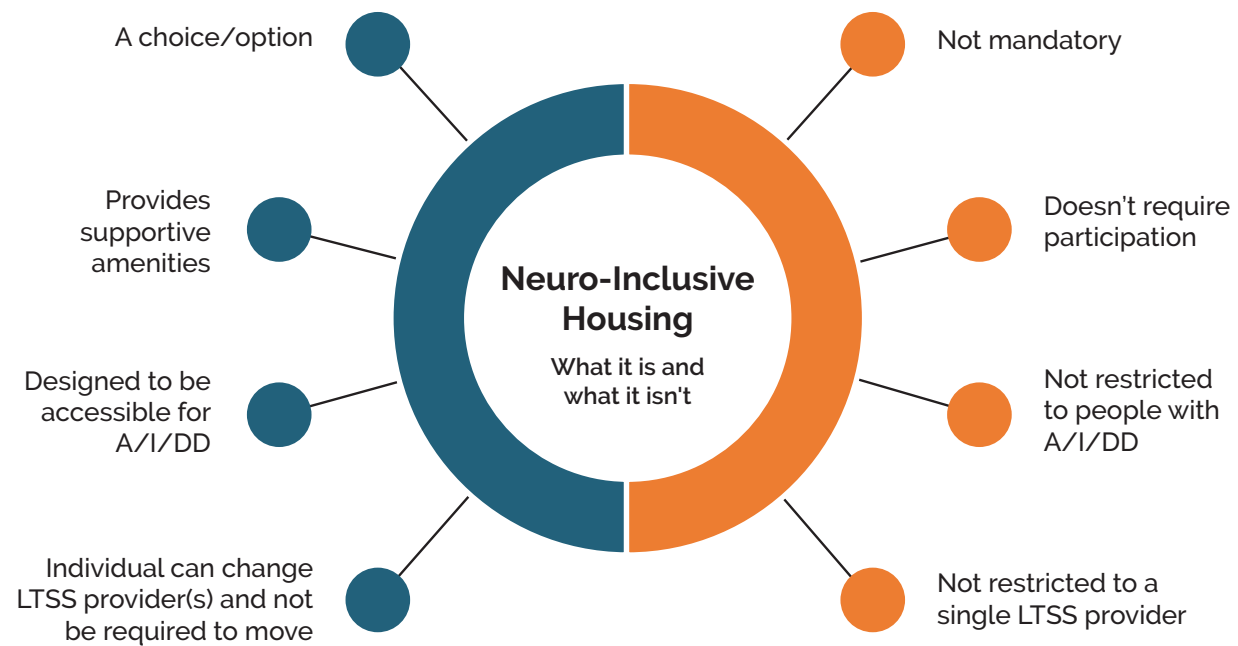 A choice/option
Provides
supportive
amenities
Designed to be
accessible for
A/I/DD
Individual can change
LTSS provider(s) and not
be required to move
Neuro-Inclusive
Housing
What it is and
what it isn't
Not mandatory
Doesn’t require
participation
Not restricted
to people with
A/I/DD
Not restricted to a
single LTSS provider